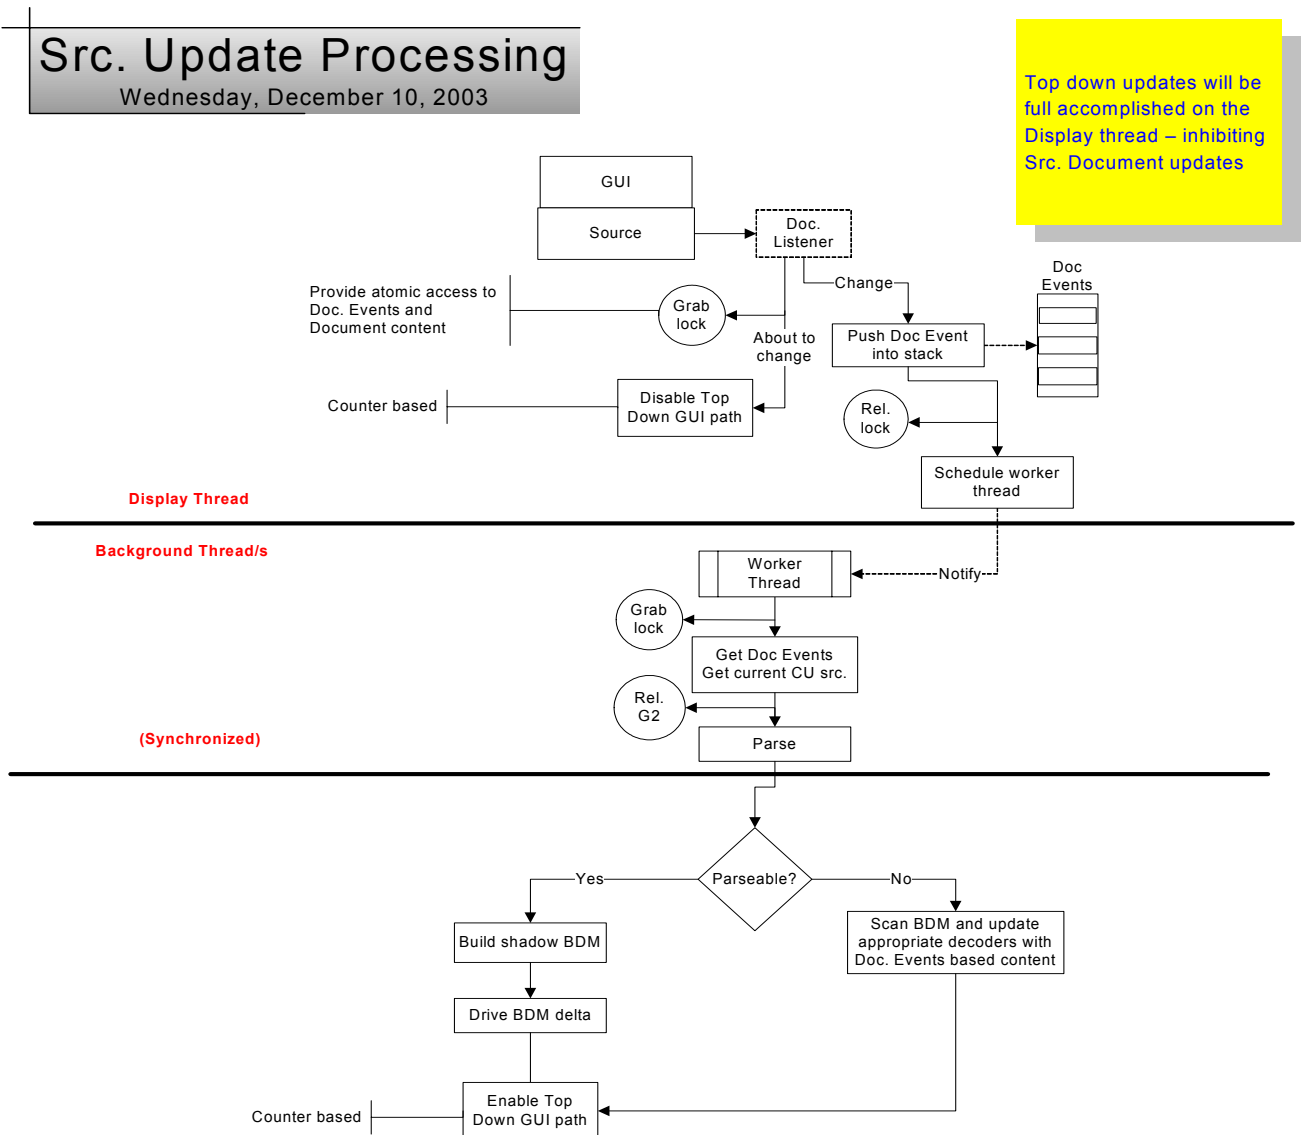 Src. Update Processing
Wednesday, December 10, 2003
Top down updates will be
full accomplished on the
Display thread – inhibiting
Src. Document updates
GUI
Source
Doc.
Listener
Doc
Events
Change
Provide atomic access to
Doc. Events and
Document content
Grab
lock
About to
change
Push Doc Event
into stack
Counter based
Disable Top
Down GUI path
Rel.
lock
Schedule worker
thread
Display Thread
Background Thread/s
Worker
Thread
Notify
Grab
lock
Get Doc Events
Get current CU src.
Rel.
G2
(Synchronized)
Parse
Parseable?
Yes
No
Build shadow BDM
Scan BDM and update
appropriate decoders with
Doc. Events based content
Drive BDM delta
Enable Top
Down GUI path
Counter based